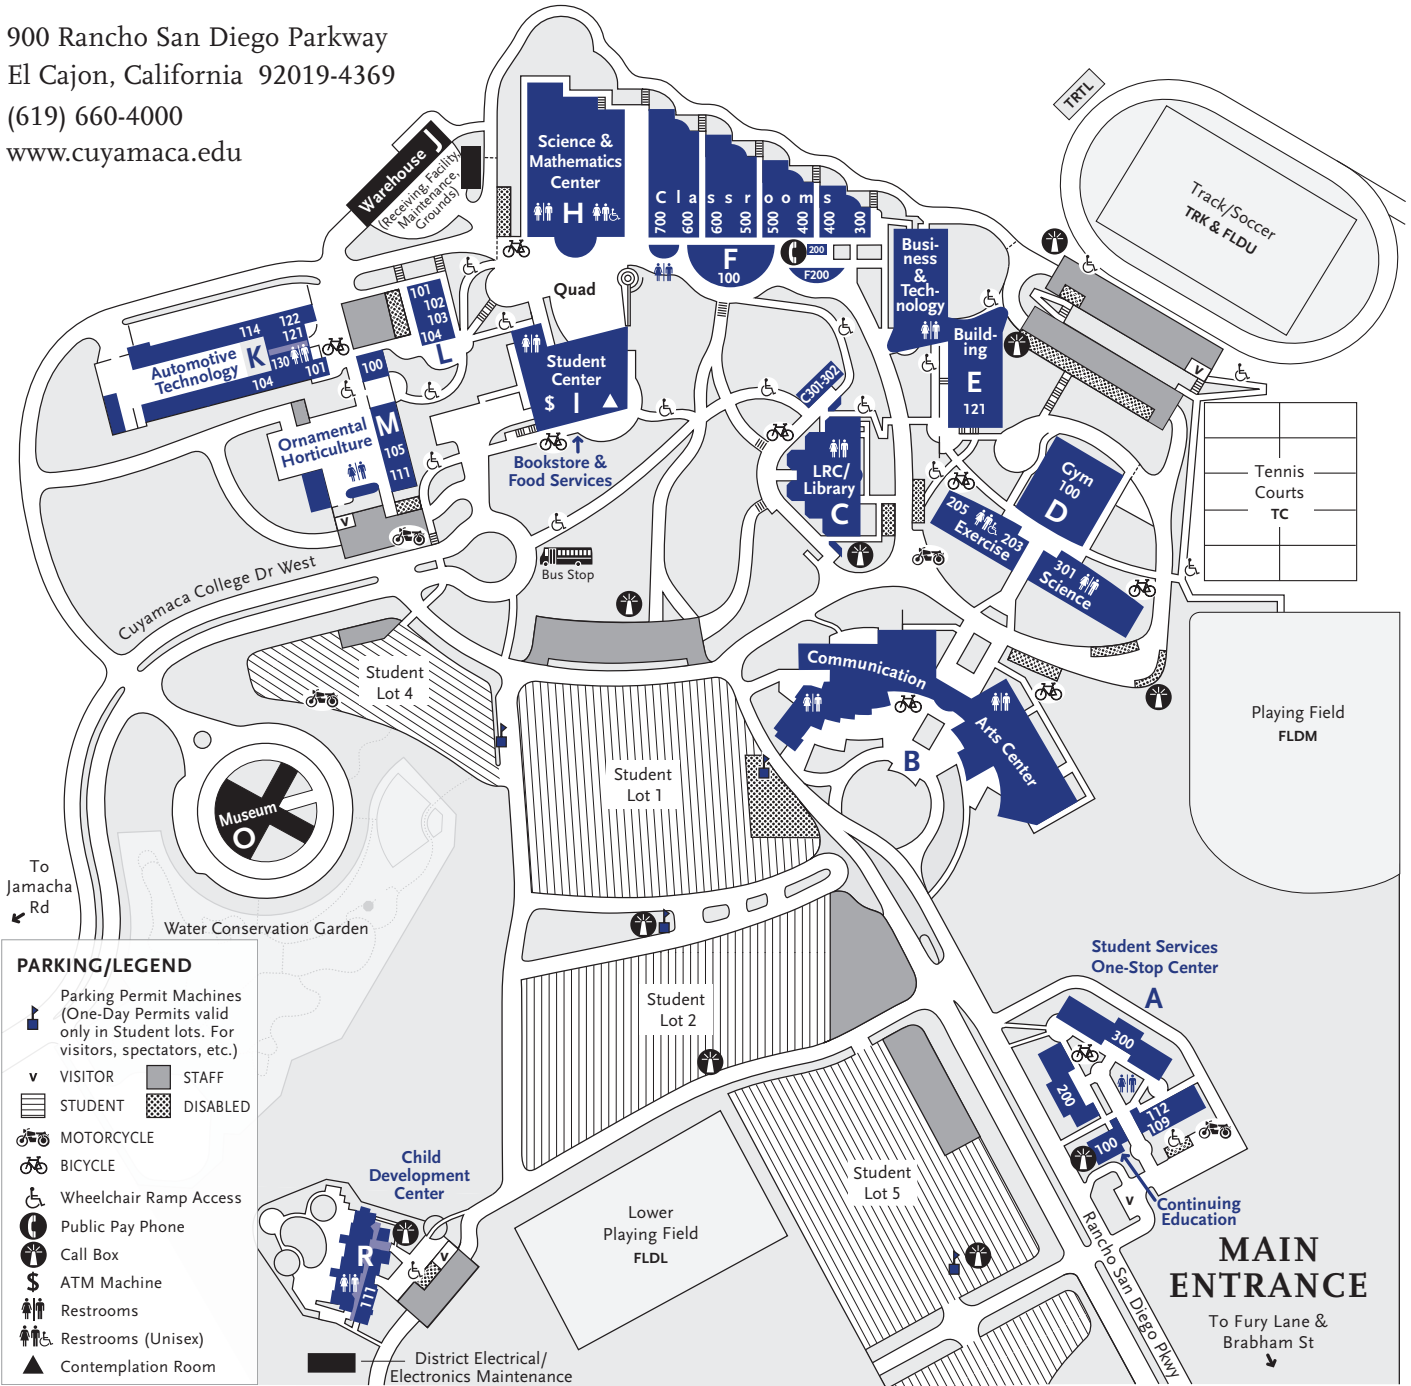 900 Rancho San Diego Parkway
El Cajon, California 92019-4369
(619) 660-4000
www.cuyamaca.edu
TRTL
Track/Soccer
TRK & FLDU
Warehouse J
(Receiving, Facility,
Maintenance,
Grounds)
Science &
Mathematics
Center
H
Classrooms
700
600
600
500
500
400
400
300
F
100
200
F200
Busi-
ness
&
Tech-
nology
Build-
ing
E
121
Quad
101
102
103
104
L
114
122
121
Automotive
Technology
K
130
101
104
100
Ornamental
Horticulture
M
105
111
V
Student
Center
$ I
Bookstore &
Food Services
C301-302
LRC/
Library
C
Gym
100
D
205
203
Exercise
301
Science
V
Tennis
Courts
TC
Cuyamaca College Dr West
Bus Stop
Student
Lot 4
Communication
Arts Center
B
Playing Field
FLDM
Student
Lot 1
Museum
O
To
Jamacha
Rd
Water Conservation Garden
Student Services
One-Stop Center
A
300
200
112
109
100
Student
Lot 2
V
Continuing
Education
MAIN
ENTRANCE
To Fury Lane &
Brabham St
Rancho San Diego Pkwy
Student
Lot 5
Child
Development
Center
R
111
V
Lower
Playing Field
FLDL
District Electrical/
Electronics Maintenance
PARKING/LEGEND
Parking Permit Machines
(One-Day Permits valid
only in Student lots. For
visitors, spectators, etc.)
V VISITOR
STAFF
STUDENT
DISABLED
MOTORCYCLE
BICYCLE
Wheelchair Ramp Access
Public Pay Phone
Call Box
$ ATM Machine
Restrooms
Restrooms (Unisex)
Contemplation Room